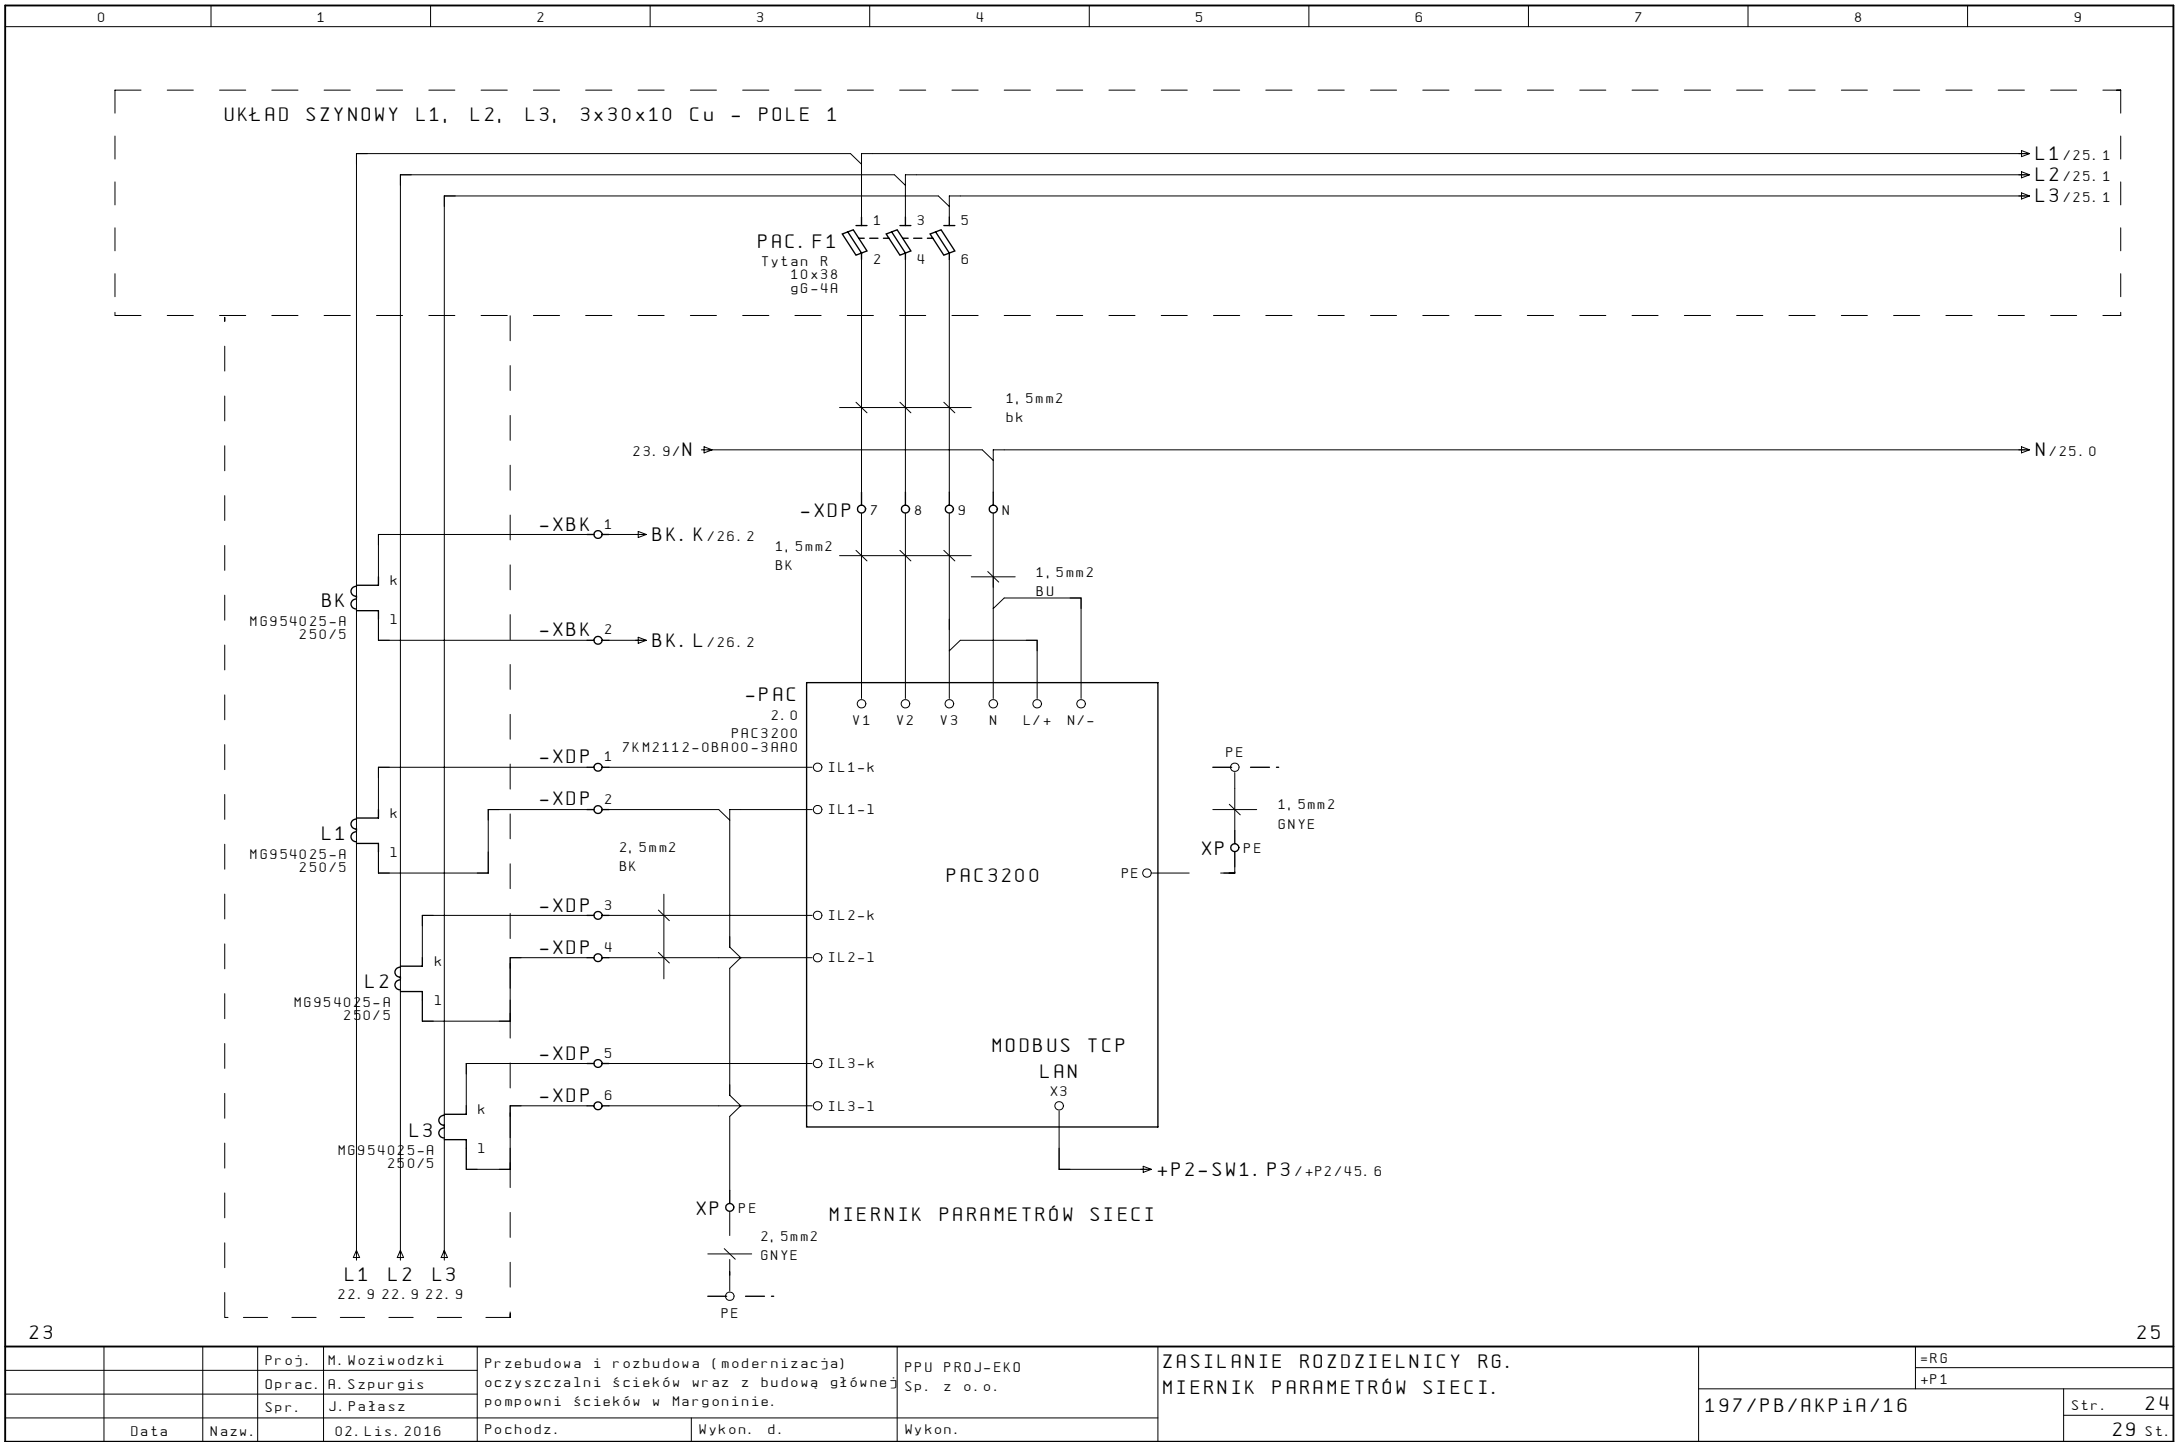 0 1 2 3 4 5 6 7 8 9
UKŁAD SZYNOWY L1, L2, L3, 3x30x10 Cu - POLE 1
L1/25.1
L2/25.1
L3/25.1
1 3 5
PAC.F1
2 4 6
Tytan R
10x38
gG-4A
1,5mm2
bk
23.9/N
N/25.0
-XDP 7 8 9 N
-XBK 1
BK.K/26.2
1,5mm2
BK
1,5mm2
BU
k
BK
MG954025-A
250/5
l
-XBK 2
BK.L/26.2
-PAC
2.0
PAC3200
7KM2112-0BA00-3AA0
V1 V2 V3 N L/+ N/-
-XDP 1
IL1-k
PE
-XDP 2
IL1-l
1,5mm2
GNYE
k
L1
MG954025-A
250/5
l
2,5mm2
BK
XP PE
PAC3200
PE
-XDP 3
IL2-k
-XDP 4
IL2-l
k
L2
MG954025-A
250/5
l
MODBUS TCP
LAN
X3
-XDP 5
IL3-k
-XDP 6
IL3-l
k
L3
MG954025-A
250/5
l
+P2-SW1.P3/+P2/45.6
XP PE
MIERNIK PARAMETRÓW SIECI
2,5mm2
GNYE
PE
L1 L2 L3
22.9 22.9 22.9
23
25
Proj. M.Woziwodzki
Oprac. A.Szpurgis
Spr. J.Pałasz
Data Nazw. 02.Lis.2016
Przebudowa i rozbudowa (modernizacja)
oczyszczalni ścieków wraz z budową głównej
pompowni ścieków w Margoninie.
Pochodz. Wykon. d. Wykon.
PPU PROJ-EKO
Sp. z o.o.
ZASILANIE ROZDZIELNICY RG.
MIERNIK PARAMETRÓW SIECI.
=RG
+P1
197/PB/AKPiA/16
Str. 24
29 St.